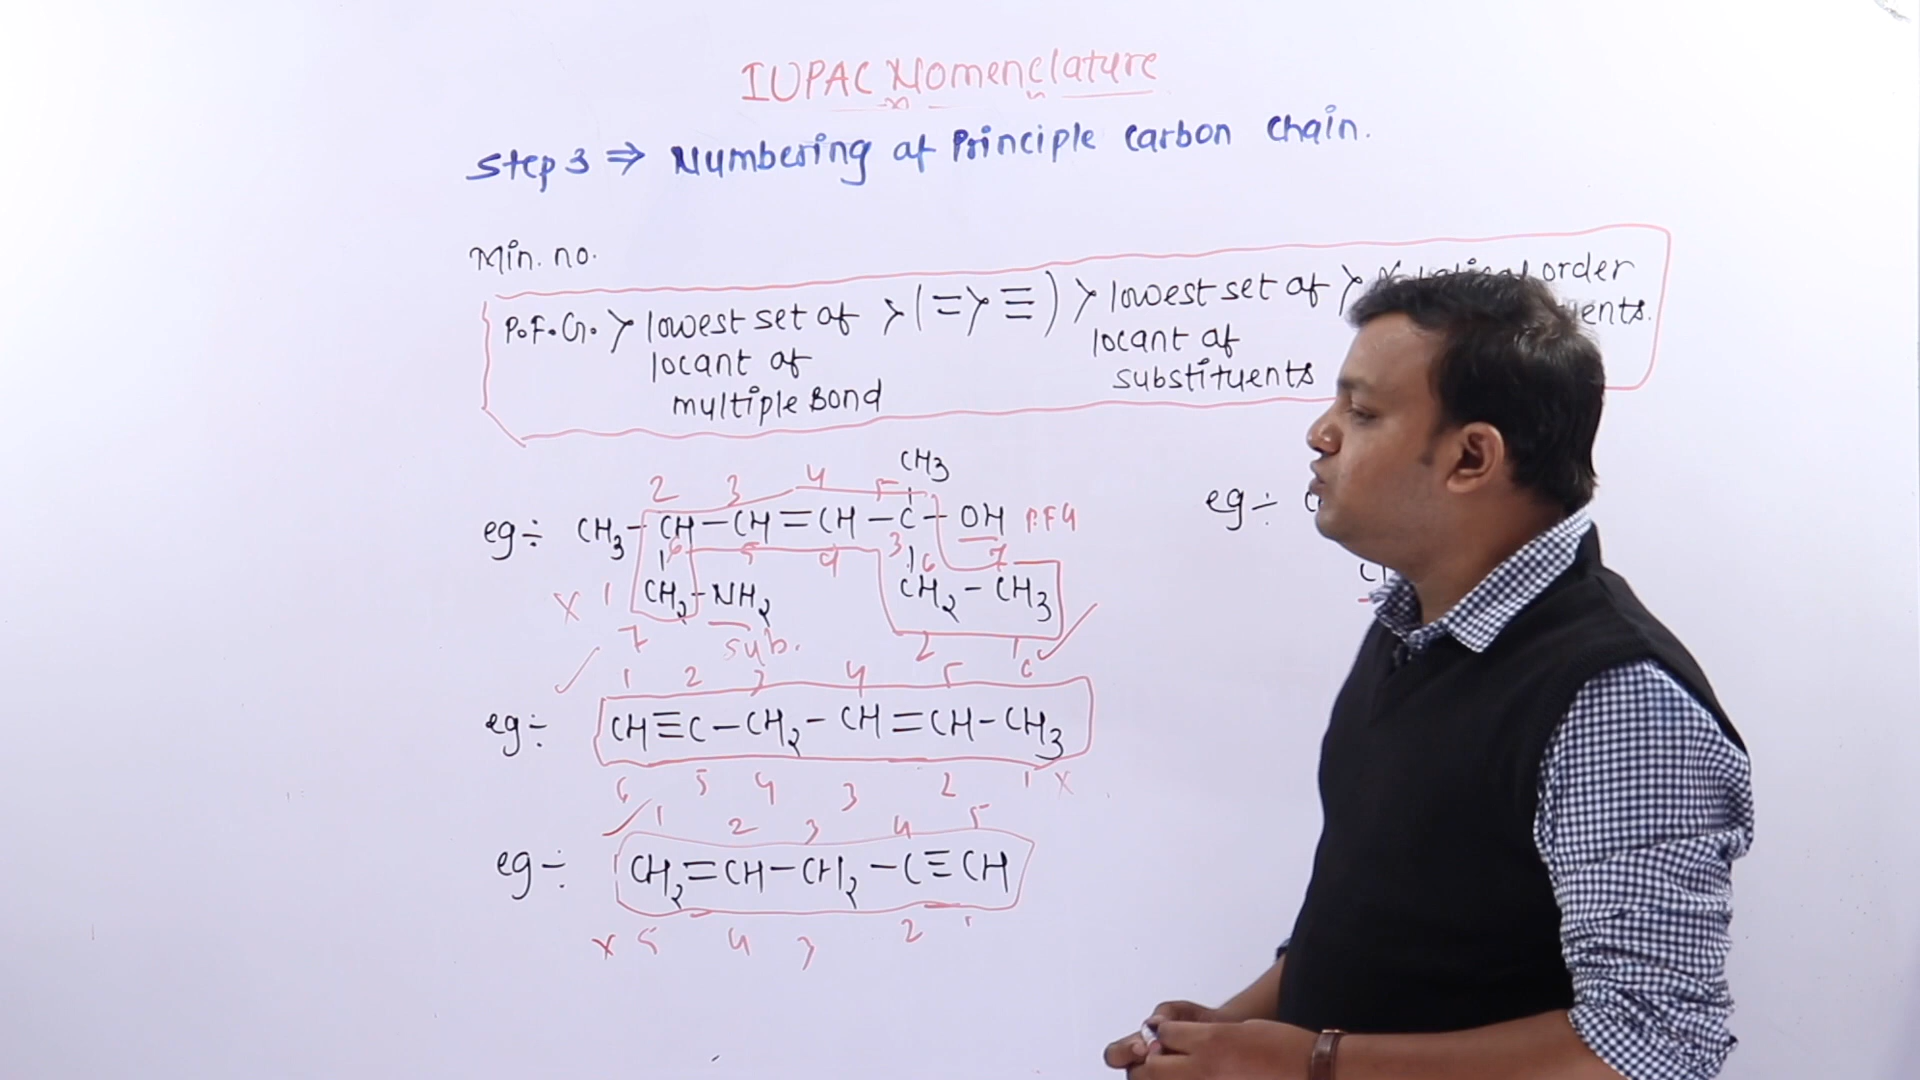 IUPAC Nomenclature
Step 3 ⇒ Numbering of Principle Carbon Chain.
Min. no.
P.F.G. > lowest set of > (= > ≡) > lowest set of > order
locant of locant of
multiple Bond substituents
CH3
2 3 4 5
eg÷ CH3-CH-CH=CH-C-OH P.F.G eg÷
6 5 4 3 6 7
X 1 CH2-NH2 CH2-CH3
7 sub. 2 1
✓ 1 2 3 4 5 6 ✓
eg÷ CH≡C-CH2-CH=CH-CH3
6 5 4 3 2 1 X
✓ 1 2 3 4 5
eg÷ CH2=CH-CH2-C≡CH
X 5 4 3 2 1